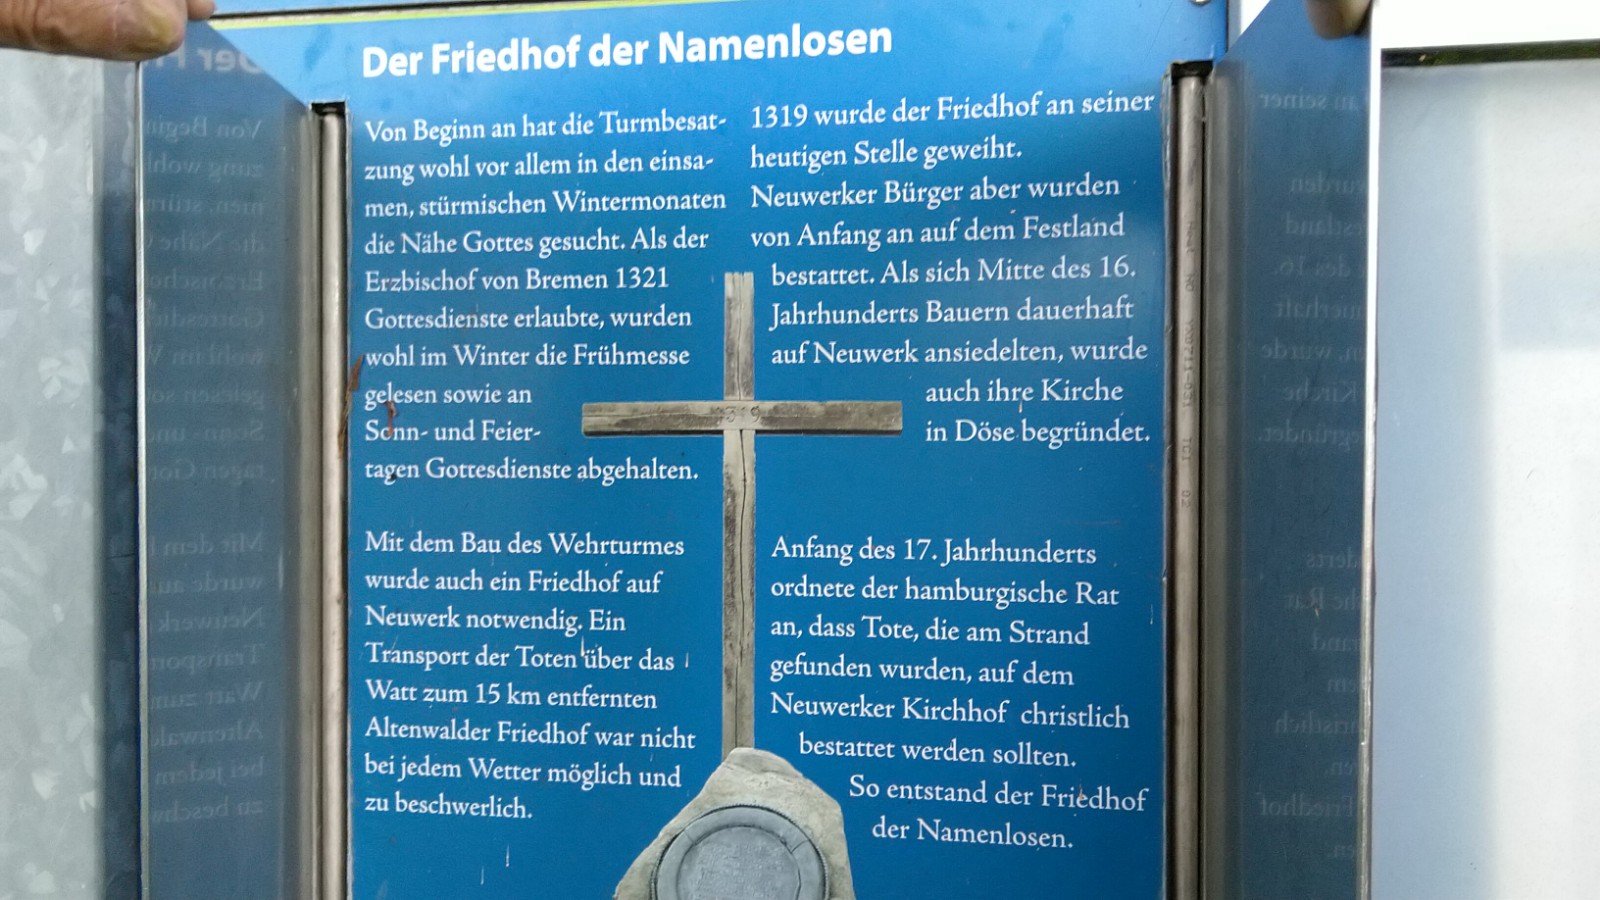 Der Friedhof der Namenlosen
Von Beginn an hat die Turmbesat-
zung wohl vor allem in den einsa-
men, stürmischen Wintermonaten
die Nähe Gottes gesucht. Als der
Erzbischof von Bremen 1321
Gottesdienste erlaubte, wurden
wohl im Winter die Frühmesse
gelesen sowie an
Sonn- und Feier-
tagen Gottesdienste abgehalten.
Mit dem Bau des Wehrturmes
wurde auch ein Friedhof auf
Neuwerk notwendig. Ein
Transport der Toten über das
Watt zum 15 km entfernten
Altenwalder Friedhof war nicht
bei jedem Wetter möglich und
zu beschwerlich.
1319 wurde der Friedhof an seiner
heutigen Stelle geweiht.
Neuwerker Bürger aber wurden
von Anfang an auf dem Festland
bestattet. Als sich Mitte des 16.
Jahrhunderts Bauern dauerhaft
auf Neuwerk ansiedelten, wurde
auch ihre Kirche
in Döse begründet.
Anfang des 17. Jahrhunderts
ordnete der hamburgische Rat
an, dass Tote, die am Strand
gefunden wurden, auf dem
Neuwerker Kirchhof christlich
bestattet werden sollten.
So entstand der Friedhof
der Namenlosen.
1319